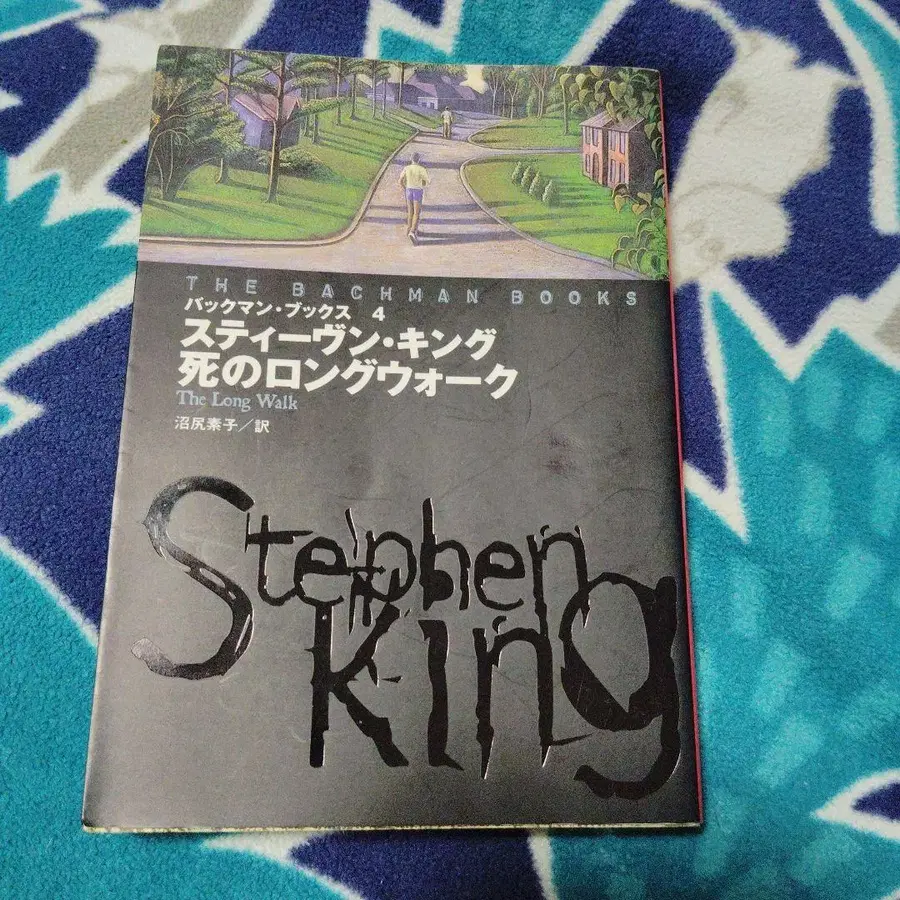 THE BACHMAN BOOKS
バックマン・ブックス 4
スティーヴン・キング
死のロングウォーク
The Long Walk
沼尻素子/訳
Stephen
King